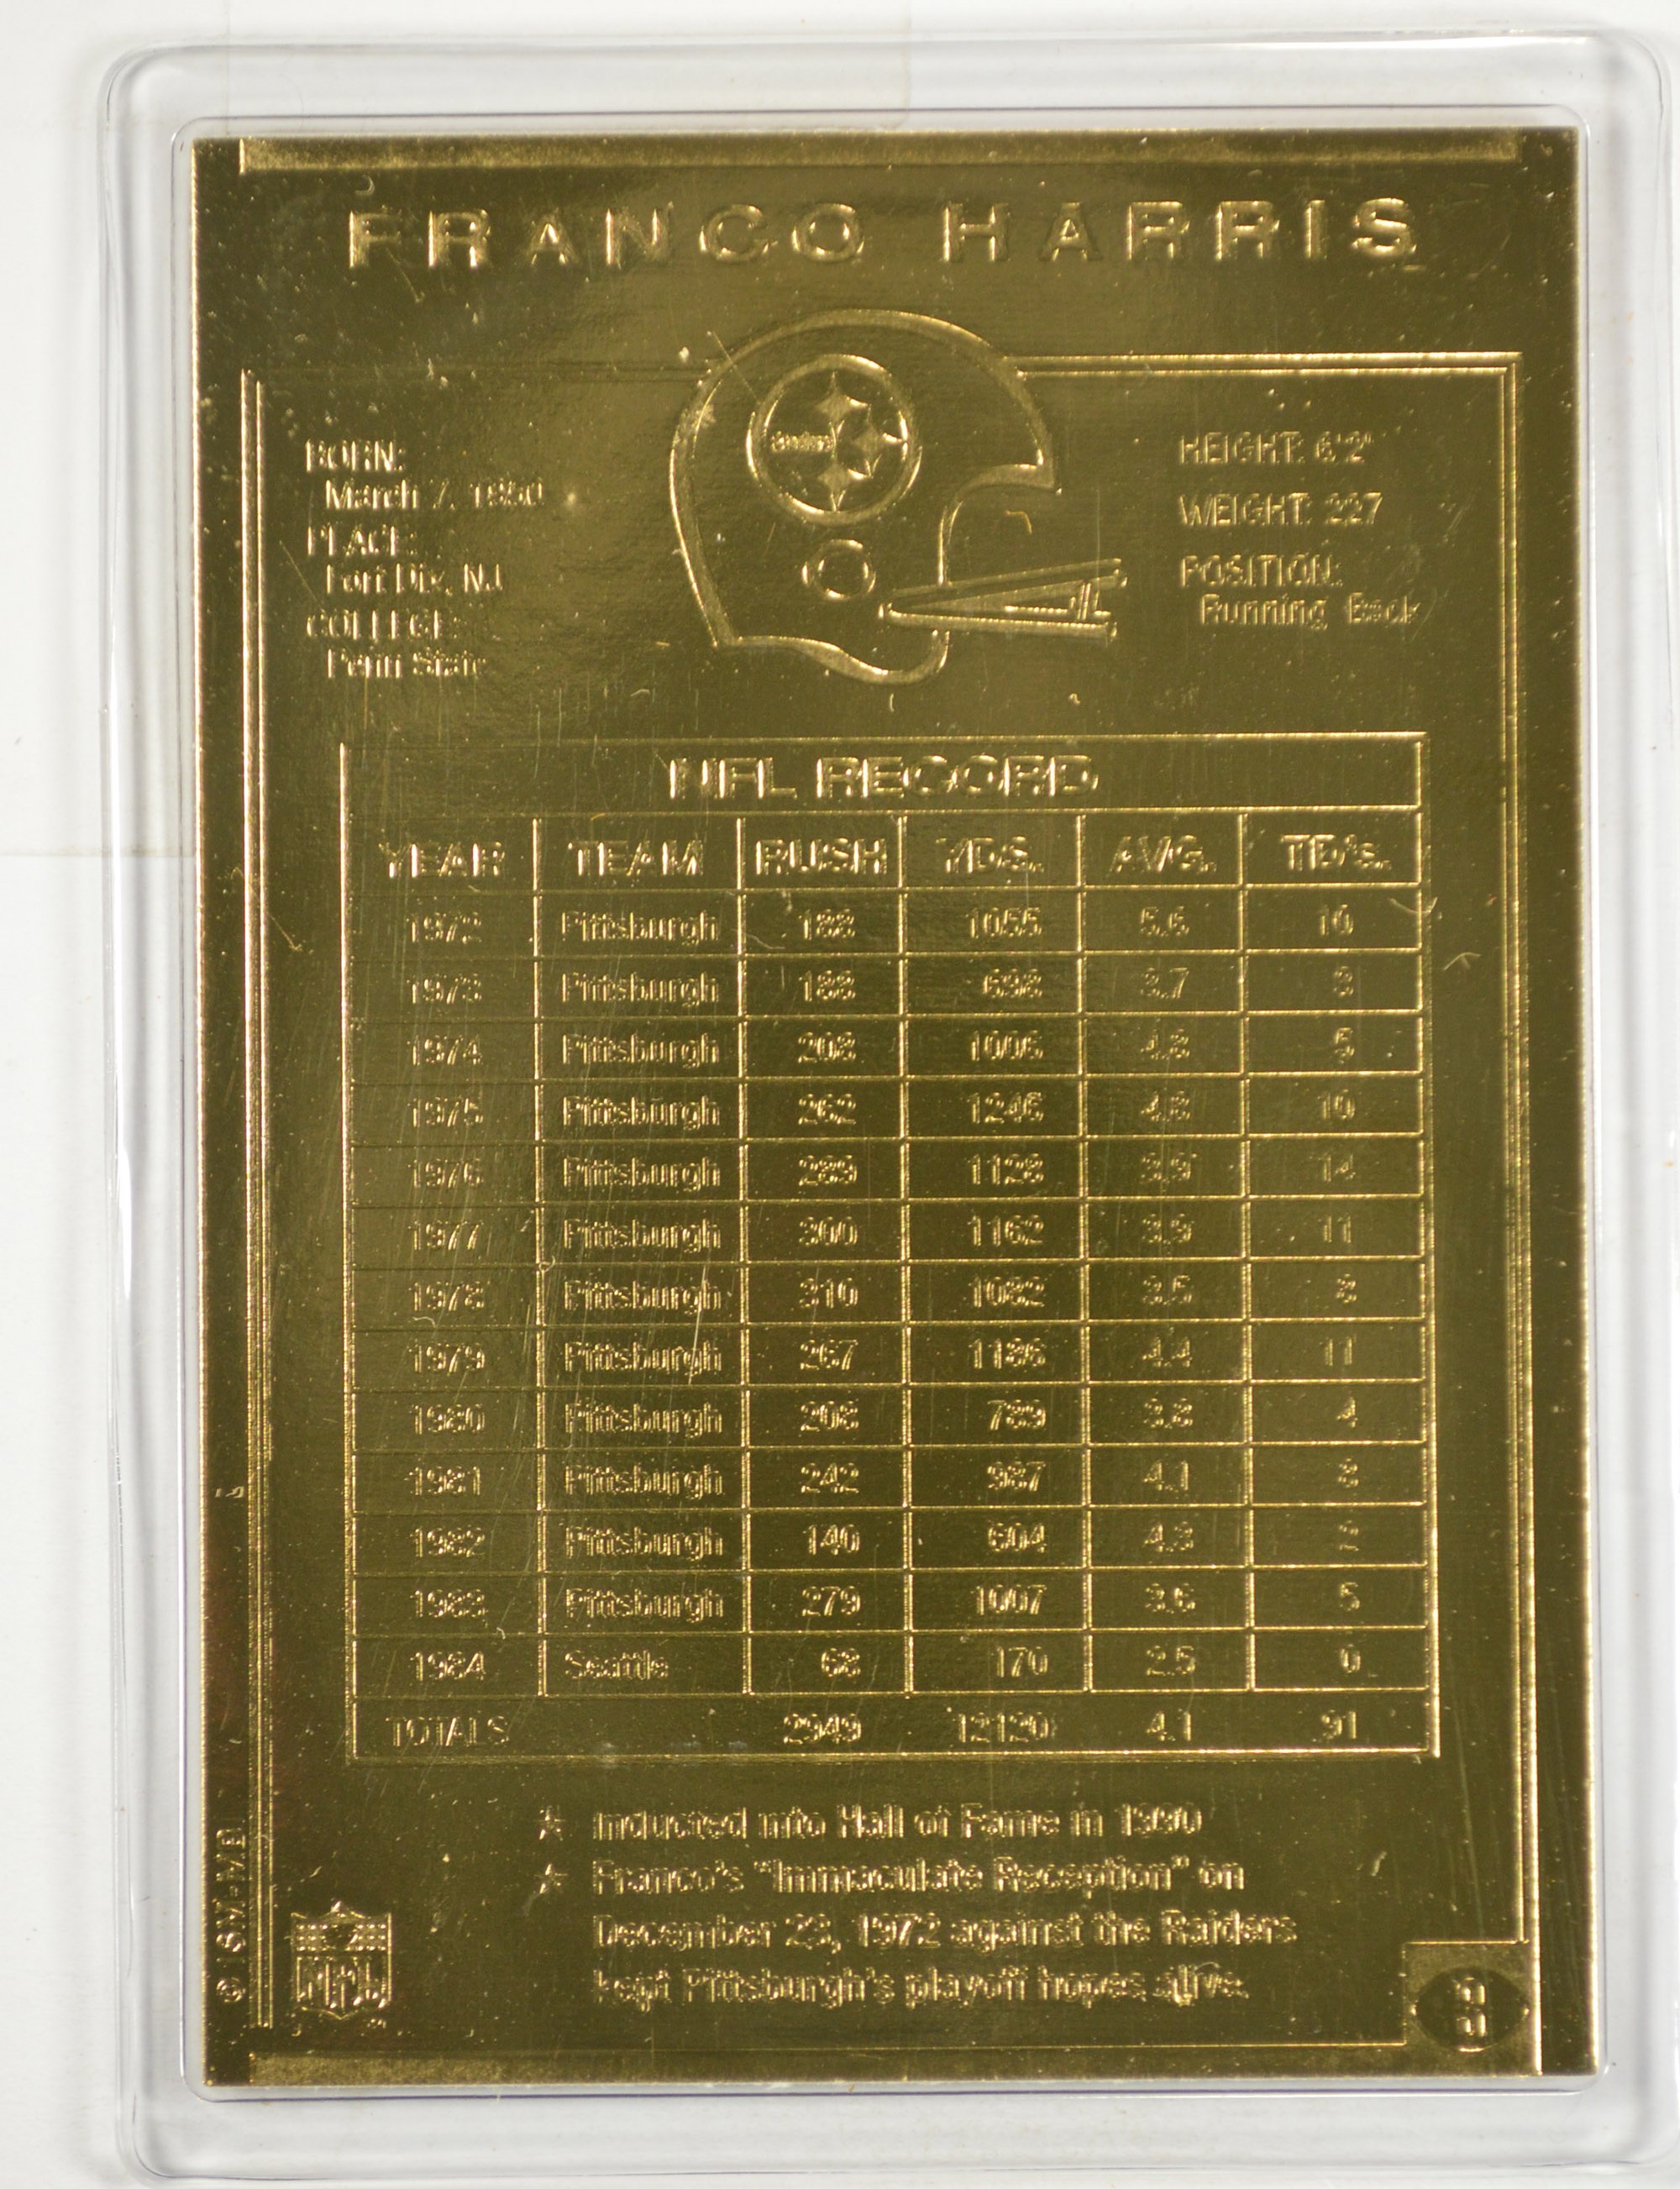 FRANCO HARRIS
Steelers
BORN:
March 7, 1950
PLACE:
Fort Dix, NJ
COLLEGE:
Penn State
HEIGHT: 6'2"
WEIGHT: 227
POSITION:
Running Back
NFL RECORD
YEAR TEAM RUSH YDS. AVG. TD's.
1972 Pittsburgh 188 1055 5.6 10
1973 Pittsburgh 188 698 3.7 3
1974 Pittsburgh 208 1006 4.8 5
1975 Pittsburgh 262 1246 4.8 10
1976 Pittsburgh 289 1128 3.9 14
1977 Pittsburgh 300 1162 3.9 11
1978 Pittsburgh 310 1082 3.5 8
1979 Pittsburgh 267 1186 4.4 11
1980 Pittsburgh 208 789 3.8 4
1981 Pittsburgh 242 987 4.1 8
1982 Pittsburgh 140 604 4.3 2
1983 Pittsburgh 279 1007 3.6 5
1984 Seattle 68 170 2.5 0
TOTALS 2949 12120 4.1 91
★ Inducted into Hall of Fame in 1990
★ Franco's "Immaculate Reception" on
December 23, 1972 against the Raiders
kept Pittsburgh's playoff hopes alive.
NFL